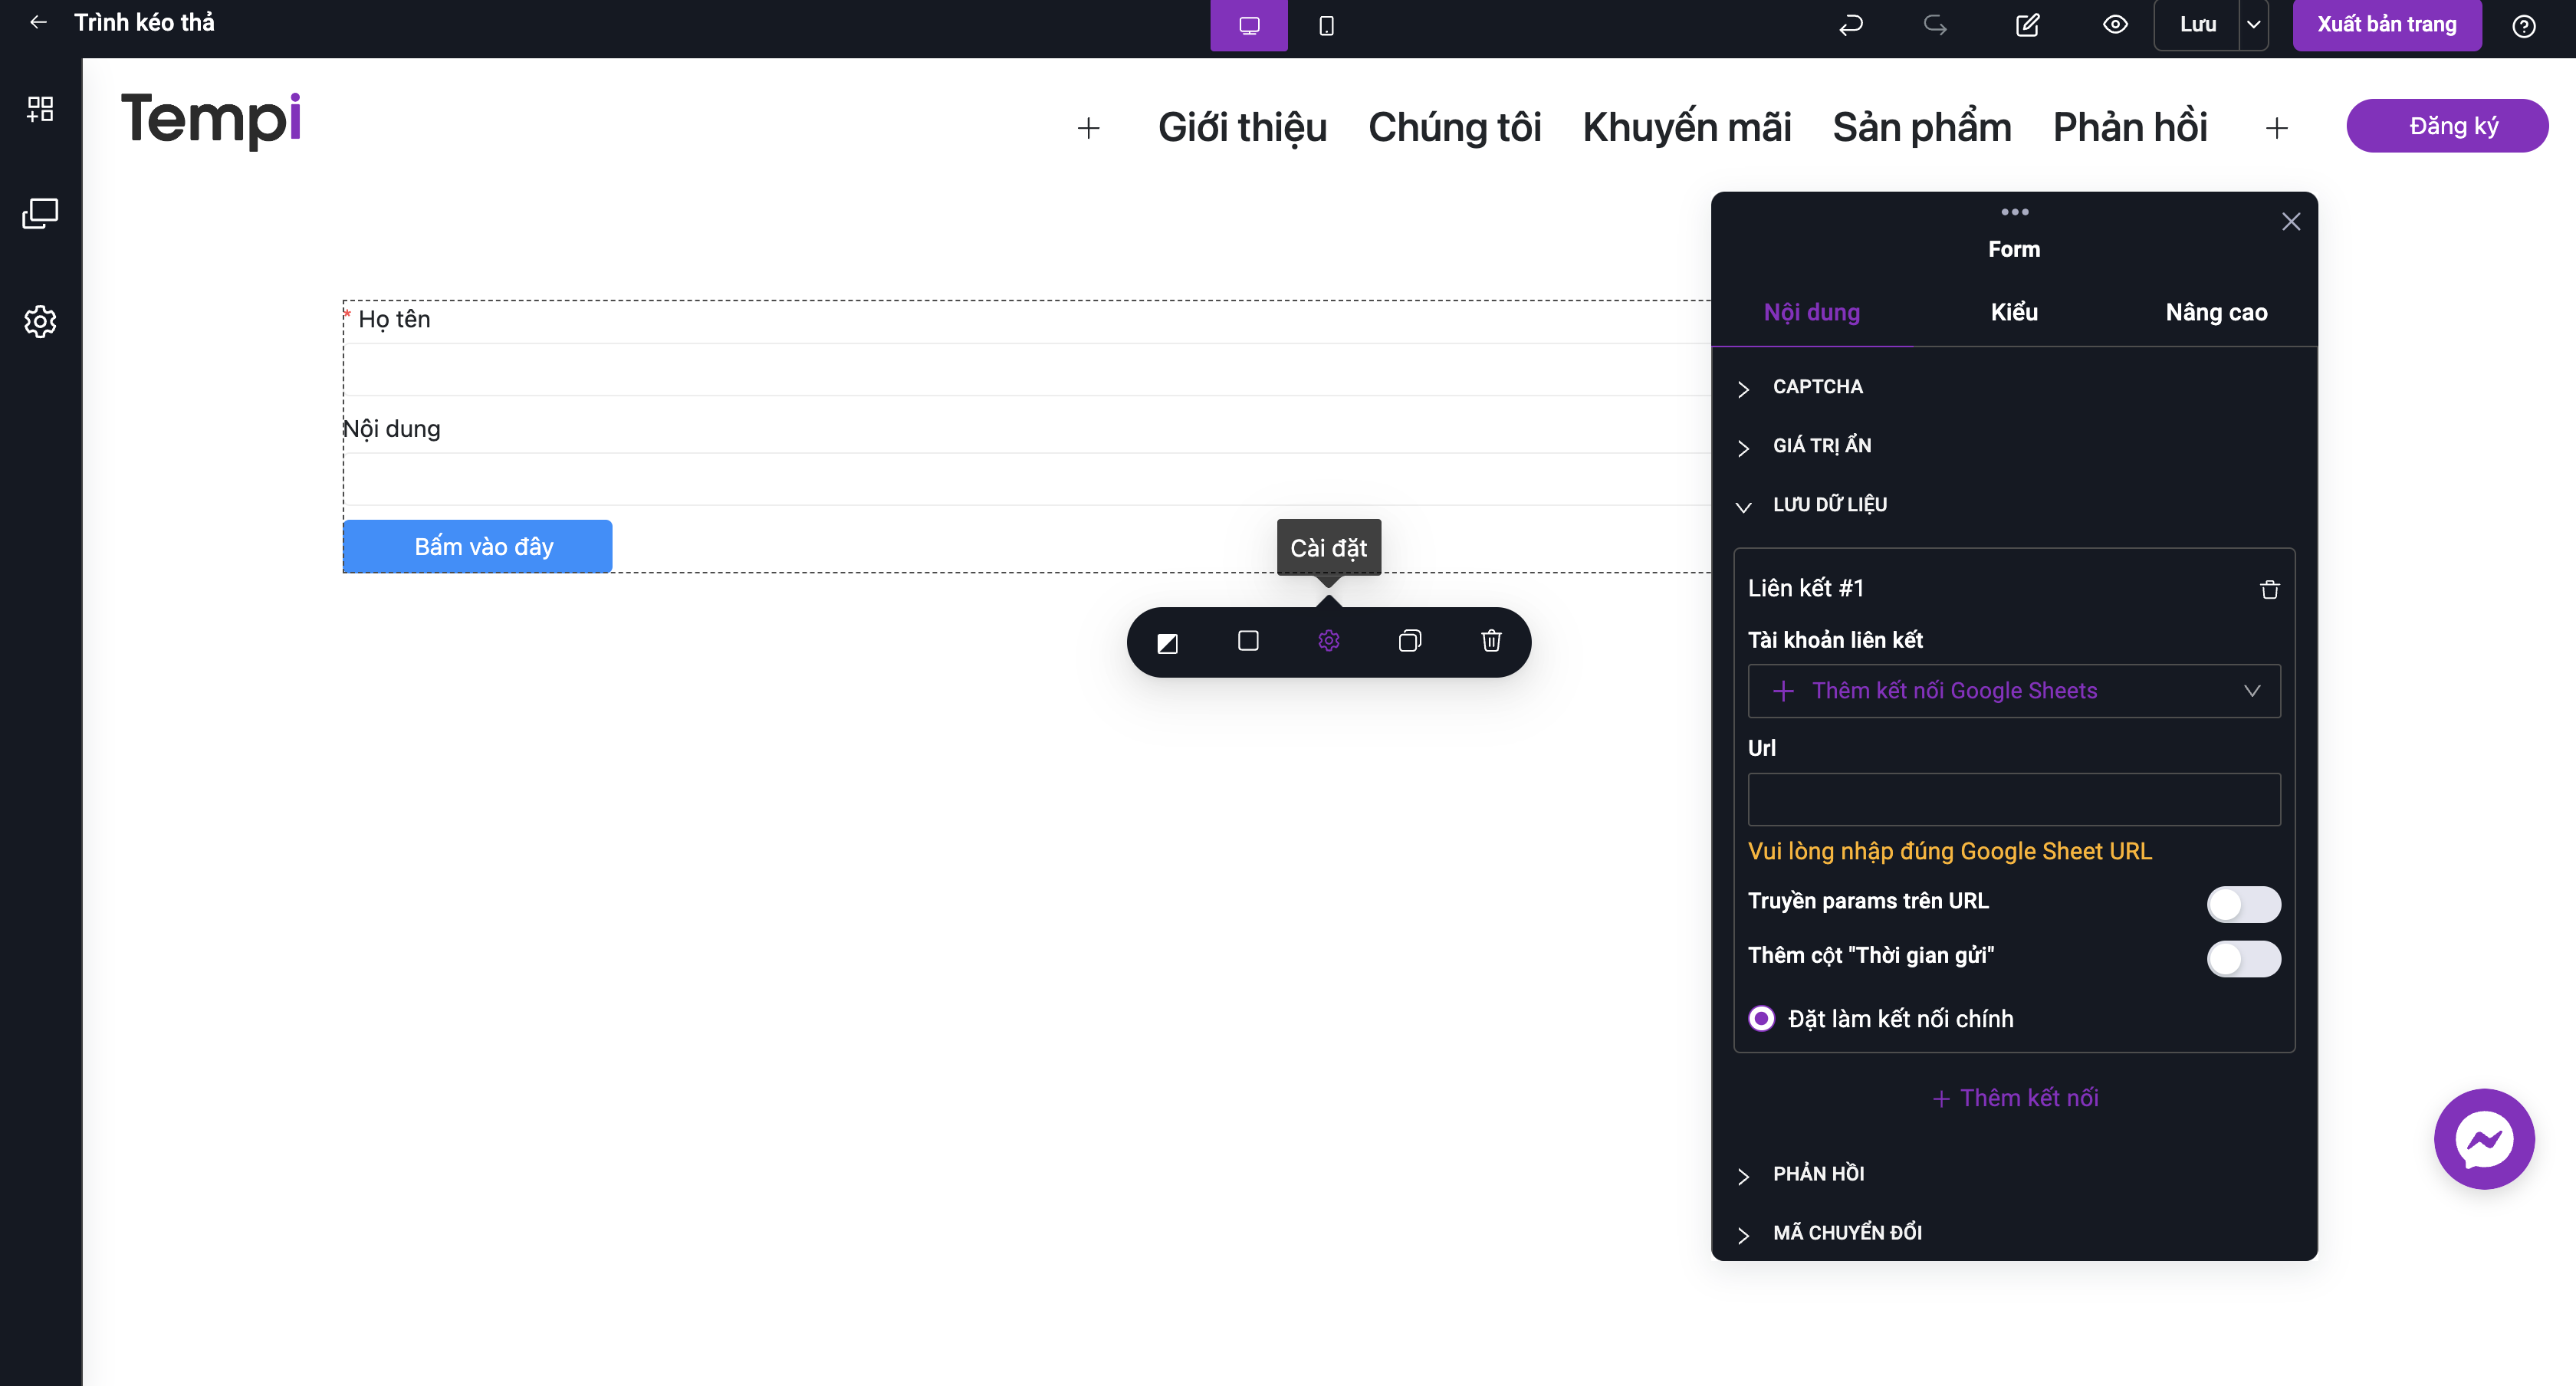 Trình kéo thả
Lưu
Xuất bản trang
Tempi
Giới thiệu
Chúng tôi
Khuyến mãi
Sản phẩm
Phản hồi
Đăng ký
* Họ tên
Nội dung
Bấm vào đây
Cài đặt
Form
Nội dung
Kiểu
Nâng cao
CAPTCHA
GIÁ TRỊ ẨN
LƯU DỮ LIỆU
Liên kết #1
Tài khoản liên kết
+ Thêm kết nối Google Sheets
Url
Vui lòng nhập đúng Google Sheet URL
Truyền params trên URL
Thêm cột "Thời gian gửi"
Đặt làm kết nối chính
+ Thêm kết nối
PHẢN HỒI
MÃ CHUYỂN ĐỔI